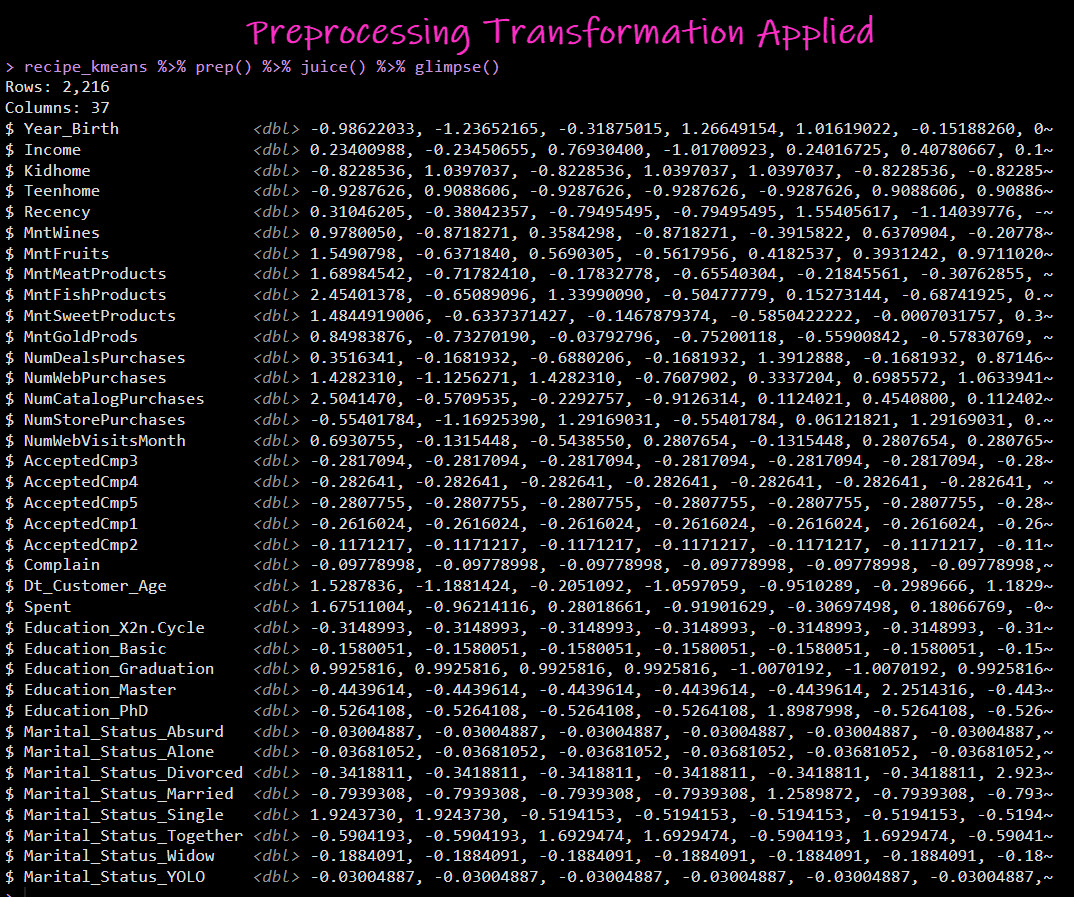 Preprocessing Transformation Applied
> recipe_kmeans %>% prep() %>% juice() %>% glimpse()
Rows: 2,216
Columns: 37
$ Year_Birth <dbl> -0.98622033, -1.23652165, -0.31875015, 1.26649154, 1.01619022, -0.15188260, 0~
$ Income <dbl> 0.23400988, -0.23450655, 0.76930400, -1.01700923, 0.24016725, 0.40780667, 0.1~
$ Kidhome <dbl> -0.8228536, 1.0397037, -0.8228536, 1.0397037, 1.0397037, -0.8228536, -0.82285~
$ Teenhome <dbl> -0.9287626, 0.9088606, -0.9287626, -0.9287626, -0.9287626, 0.9088606, 0.90886~
$ Recency <dbl> 0.31046205, -0.38042357, -0.79495495, -0.79495495, 1.55405617, -1.14039776, -~
$ MntWines <dbl> 0.9780050, -0.8718271, 0.3584298, -0.8718271, -0.3915822, 0.6370904, -0.20778~
$ MntFruits <dbl> 1.5490798, -0.6371840, 0.5690305, -0.5617956, 0.4182537, 0.3931242, 0.9711020~
$ MntMeatProducts <dbl> 1.68984542, -0.71782410, -0.17832778, -0.65540304, -0.21845561, -0.30762855, ~
$ MntFishProducts <dbl> 2.45401378, -0.65089096, 1.33990090, -0.50477779, 0.15273144, -0.68741925, 0.~
$ MntSweetProducts <dbl> 1.4844919006, -0.6337371427, -0.1467879374, -0.5850422222, -0.0007031757, 0.3~
$ MntGoldProds <dbl> 0.84983876, -0.73270190, -0.03792796, -0.75200118, -0.55900842, -0.57830769, ~
$ NumDealsPurchases <dbl> 0.3516341, -0.1681932, -0.6880206, -0.1681932, 1.3912888, -0.1681932, 0.87146~
$ NumWebPurchases <dbl> 1.4282310, -1.1256271, 1.4282310, -0.7607902, 0.3337204, 0.6985572, 1.0633941~
$ NumCatalogPurchases <dbl> 2.5041470, -0.5709535, -0.2292757, -0.9126314, 0.1124021, 0.4540800, 0.112402~
$ NumStorePurchases <dbl> -0.55401784, -1.16925390, 1.29169031, -0.55401784, 0.06121821, 1.29169031, 0.~
$ NumWebVisitsMonth <dbl> 0.6930755, -0.1315448, -0.5438550, 0.2807654, -0.1315448, 0.2807654, 0.280765~
$ AcceptedCmp3 <dbl> -0.2817094, -0.2817094, -0.2817094, -0.2817094, -0.2817094, -0.2817094, -0.28~
$ AcceptedCmp4 <dbl> -0.282641, -0.282641, -0.282641, -0.282641, -0.282641, -0.282641, -0.282641, ~
$ AcceptedCmp5 <dbl> -0.2807755, -0.2807755, -0.2807755, -0.2807755, -0.2807755, -0.2807755, -0.28~
$ AcceptedCmp1 <dbl> -0.2616024, -0.2616024, -0.2616024, -0.2616024, -0.2616024, -0.2616024, -0.26~
$ AcceptedCmp2 <dbl> -0.1171217, -0.1171217, -0.1171217, -0.1171217, -0.1171217, -0.1171217, -0.11~
$ Complain <dbl> -0.09778998, -0.09778998, -0.09778998, -0.09778998, -0.09778998, -0.09778998,~
$ Dt_Customer_Age <dbl> 1.5287836, -1.1881424, -0.2051092, -1.0597059, -0.9510289, -0.2989666, 1.1829~
$ Spent <dbl> 1.67511004, -0.96214116, 0.28018661, -0.91901629, -0.30697498, 0.18066769, -0~
$ Education_X2n.Cycle <dbl> -0.3148993, -0.3148993, -0.3148993, -0.3148993, -0.3148993, -0.3148993, -0.31~
$ Education_Basic <dbl> -0.1580051, -0.1580051, -0.1580051, -0.1580051, -0.1580051, -0.1580051, -0.15~
$ Education_Graduation <dbl> 0.9925816, 0.9925816, 0.9925816, 0.9925816, -1.0070192, -1.0070192, 0.9925816~
$ Education_Master <dbl> -0.4439614, -0.4439614, -0.4439614, -0.4439614, -0.4439614, 2.2514316, -0.443~
$ Education_PhD <dbl> -0.5264108, -0.5264108, -0.5264108, -0.5264108, 1.8987998, -0.5264108, -0.526~
$ Marital_Status_Absurd <dbl> -0.03004887, -0.03004887, -0.03004887, -0.03004887, -0.03004887, -0.03004887,~
$ Marital_Status_Alone <dbl> -0.03681052, -0.03681052, -0.03681052, -0.03681052, -0.03681052, -0.03681052,~
$ Marital_Status_Divorced <dbl> -0.3418811, -0.3418811, -0.3418811, -0.3418811, -0.3418811, -0.3418811, 2.923~
$ Marital_Status_Married <dbl> -0.7939308, -0.7939308, -0.7939308, -0.7939308, 1.2589872, -0.7939308, -0.793~
$ Marital_Status_Single <dbl> 1.9243730, 1.9243730, -0.5194153, -0.5194153, -0.5194153, -0.5194153, -0.5194~
$ Marital_Status_Together <dbl> -0.5904193, -0.5904193, 1.6929474, 1.6929474, -0.5904193, 1.6929474, -0.59041~
$ Marital_Status_Widow <dbl> -0.1884091, -0.1884091, -0.1884091, -0.1884091, -0.1884091, -0.1884091, -0.18~
$ Marital_Status_YOLO <dbl> -0.03004887, -0.03004887, -0.03004887, -0.03004887, -0.03004887, -0.03004887,~